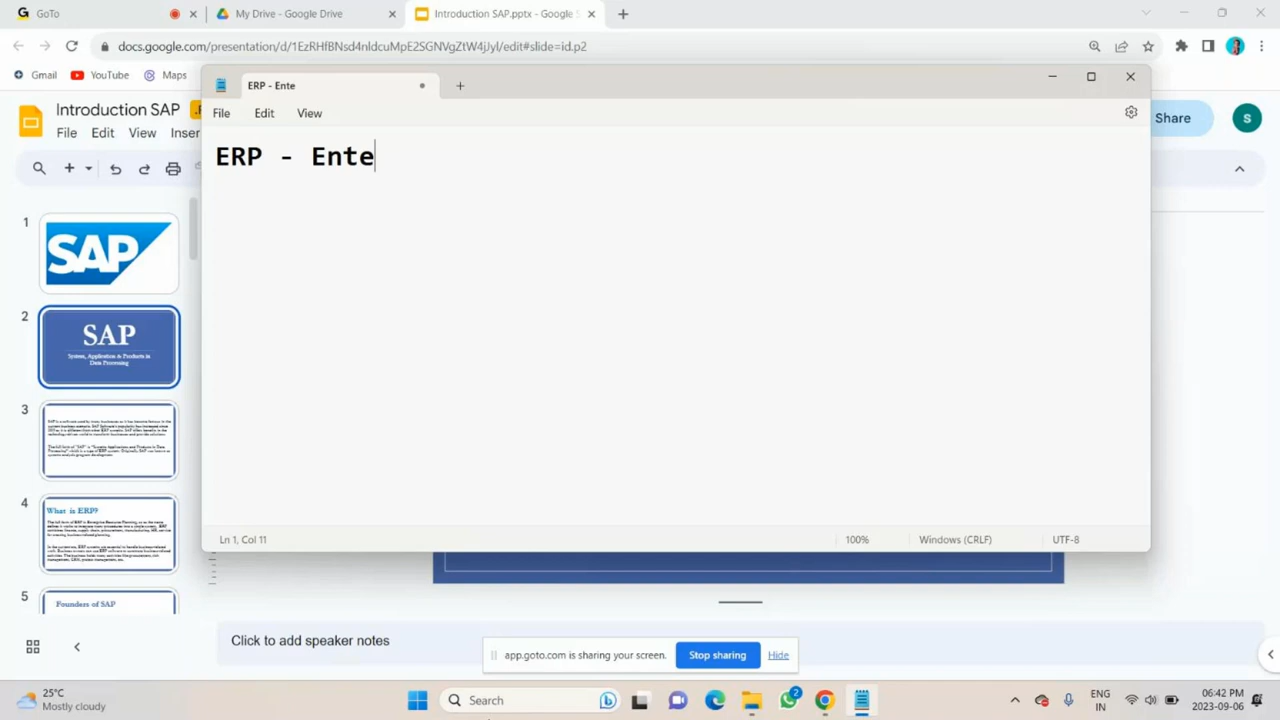 GoTo
My Drive - Google Drive
Introduction SAP.pptx - Google S
docs.google.com/presentation/d/1EzRHfBNsd4nldcuMpE2SGNVgZtW4jJyl/edit#slide=id.p2
Gmail
YouTube
Maps
ERP - Ente
Introduction SAP
File Edit View Inser
Share
S
File Edit View
ERP - Ente
1
SAP
2
SAP
System, Application & Products in
Data Processing
3
4
What is ERP?
5
Founders of SAP
Ln 1, Col 11
100%
Windows (CRLF)
UTF-8
Click to add speaker notes
app.goto.com is sharing your screen.
Stop sharing
Hide
25°C
Mostly cloudy
Search
2
ENG
IN
06:42 PM
2023-09-06